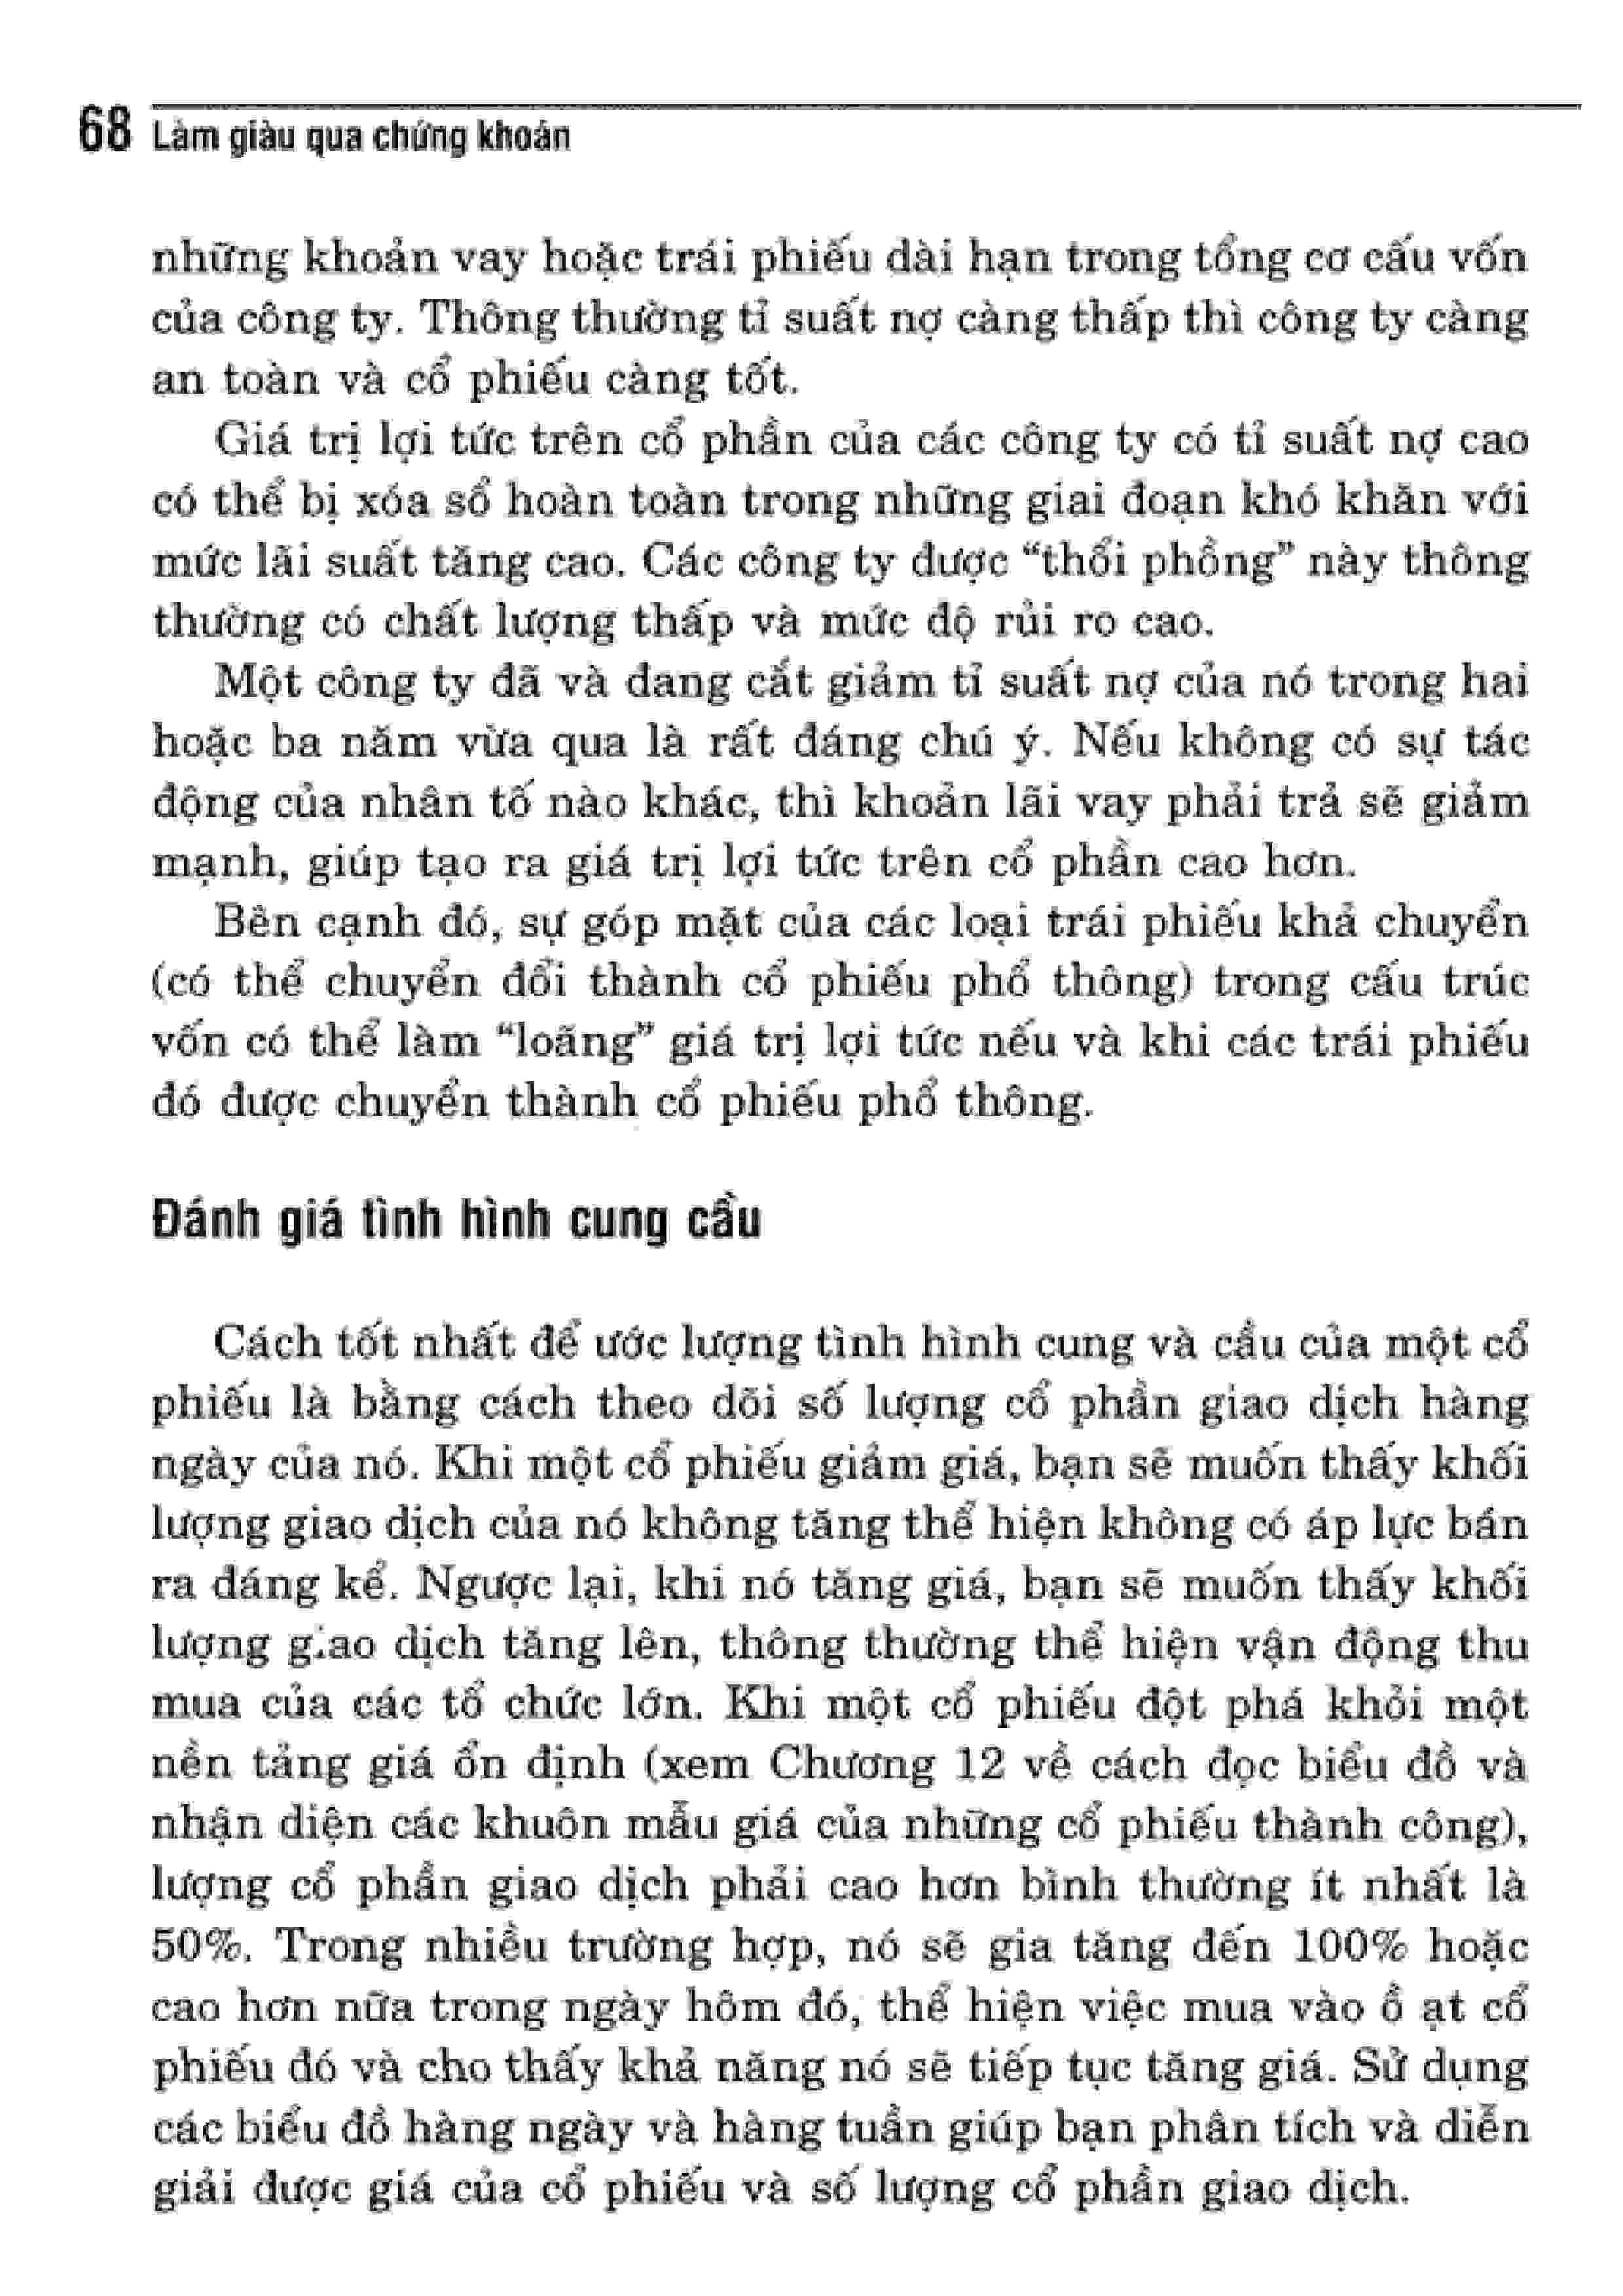 68 Làm giàu qua chứng khoán
những khoản vay hoặc trái phiếu dài hạn trong tổng cơ cấu vốn
của công ty. Thông thường tỉ suất nợ càng thấp thì công ty càng
an toàn và cổ phiếu càng tốt.
Giá trị lợi tức trên cổ phần của các công ty có tỉ suất nợ cao
có thể bị xóa sổ hoàn toàn trong những giai đoạn khó khăn với
mức lãi suất tăng cao. Các công ty được “thổi phồng” này thông
thường có chất lượng thấp và mức độ rủi ro cao.
Một công ty đã và đang cắt giảm tỉ suất nợ của nó trong hai
hoặc ba năm vừa qua là rất đáng chú ý. Nếu không có sự tác
động của nhân tố nào khác, thì khoản lãi vay phải trả sẽ giảm
mạnh, giúp tạo ra giá trị lợi tức trên cổ phần cao hơn.
Bên cạnh đó, sự góp mặt của các loại trái phiếu khả chuyển
(có thể chuyển đổi thành cổ phiếu phổ thông) trong cấu trúc
vốn có thể làm “loãng” giá trị lợi tức nếu và khi các trái phiếu
đó được chuyển thành cổ phiếu phổ thông.
Đánh giá tình hình cung cầu
Cách tốt nhất để ước lượng tình hình cung và cầu của một cổ
phiếu là bằng cách theo dõi số lượng cổ phần giao dịch hàng
ngày của nó. Khi một cổ phiếu giảm giá, bạn sẽ muốn thấy khối
lượng giao dịch của nó không tăng thể hiện không có áp lực bán
ra đáng kể. Ngược lại, khi nó tăng giá, bạn sẽ muốn thấy khối
lượng giao dịch tăng lên, thông thường thể hiện vận động thu
mua của các tổ chức lớn. Khi một cổ phiếu đột phá khỏi một
nền tảng giá ổn định (xem Chương 12 về cách đọc biểu đồ và
nhận diện các khuôn mẫu giá của những cổ phiếu thành công),
lượng cổ phần giao dịch phải cao hơn bình thường ít nhất là
50%. Trong nhiều trường hợp, nó sẽ gia tăng đến 100% hoặc
cao hơn nữa trong ngày hôm đó, thể hiện việc mua vào ồ ạt cổ
phiếu đó và cho thấy khả năng nó sẽ tiếp tục tăng giá. Sử dụng
các biểu đồ hàng ngày và hàng tuần giúp bạn phân tích và diễn
giải được giá của cổ phiếu và số lượng cổ phần giao dịch.